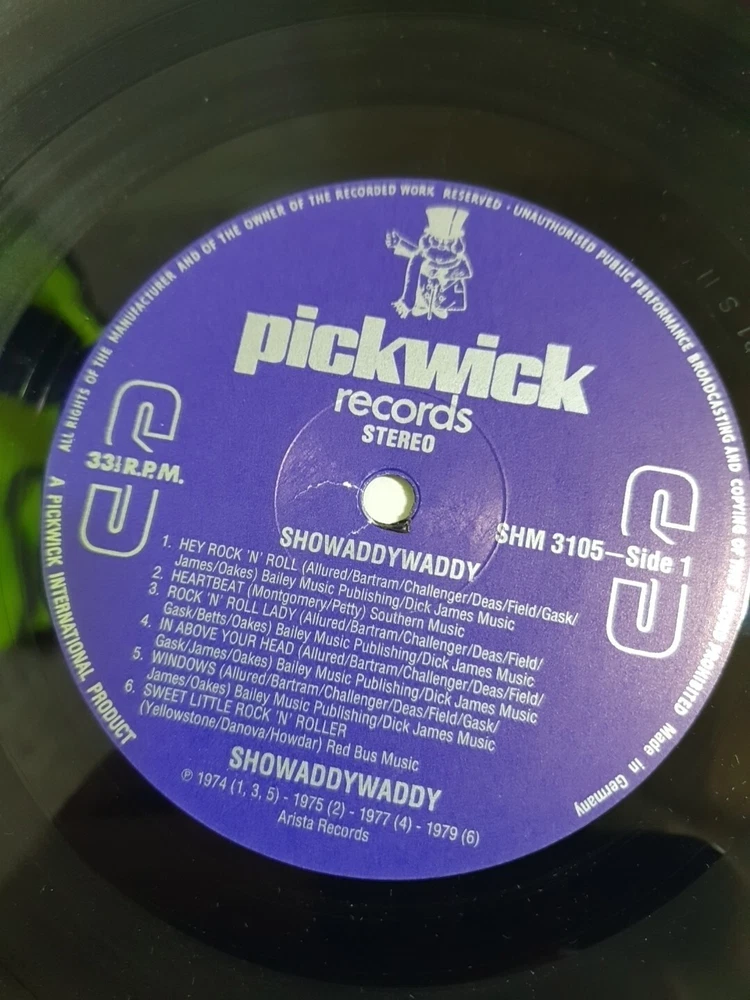 ALL RIGHTS OF THE MANUFACTURER AND OF THE OWNER OF THE RECORDED WORK RESERVED · UNAUTHORISED PUBLIC PERFORMANCE BROADCASTING AND COPYING OF THIS PROHIBITED
Made in Germany
A PICKWICK INTERNATIONAL PRODUCT
pickwick
records
STEREO
33⅓ R.P.M.
SHM 3105—Side 1
SHOWADDYWADDY
1. HEY ROCK 'N' ROLL (Allured/Bartram/Challenger/Deas/Field/Gask/
James/Oakes) Bailey Music Publishing/Dick James Music
2. HEARTBEAT (Montgomery/Petty) Southern Music
3. ROCK 'N' ROLL LADY (Allured/Bartram/Challenger/Deas/Field/
Gask/Betts/Oakes) Bailey Music Publishing/Dick James Music
4. IN ABOVE YOUR HEAD (Allured/Bartram/Challenger/Deas/Field/
Gask/James/Oakes) Bailey Music Publishing/Dick James Music
5. WINDOWS (Allured/Bartram/Challenger/Deas/Field/Gask/
James/Oakes) Bailey Music Publishing/Dick James Music
6. SWEET LITTLE ROCK 'N' ROLLER
(Yellowstone/Danova/Howdar) Red Bus Music
SHOWADDYWADDY
℗ 1974 (1, 3, 5) - 1975 (2) - 1977 (4) - 1979 (6)
Arista Records